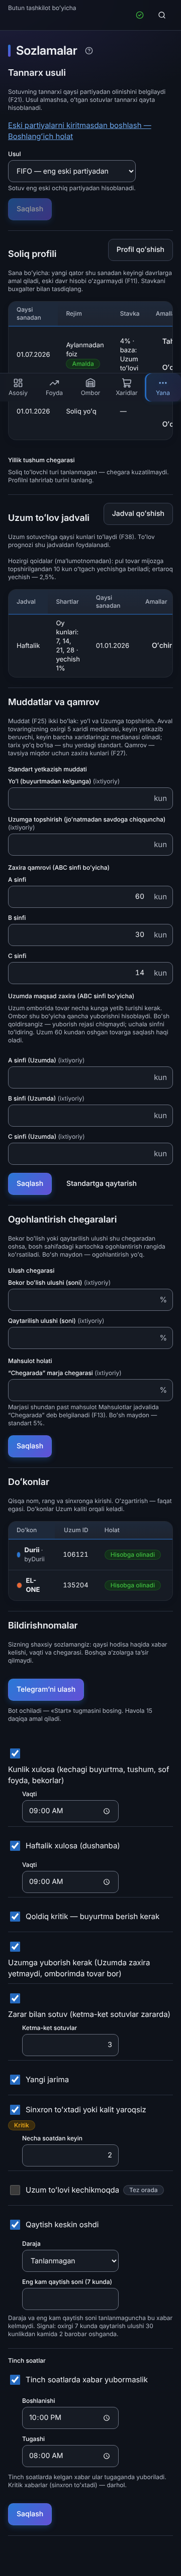 Butun tashkilot bo'yicha
Sozlamalar
Tannarx usuli
Sotuvning tannarxi qaysi partiyadan olinishini belgilaydi
(F21). Usul almashsa, o'tgan sotuvlar tannarxi qayta
hisoblanadi.
Eski partiyalarni kiritmasdan boshlash —
Boshlang'ich holat
Usul
FIFO — eng eski partiyadan
Sotuv eng eski ochiq partiyadan hisoblanadi.
Saqlash
Soliq profili
Profil qo'shish
Sana bo'yicha: yangi qator shu sanadan keyingi davrlarga
amal qiladi, eski hisobot o'zgarmaydi (F11). Stavkani
buxgalter bilan tasdiqlang.
Qaysi sanadan
Rejim
Stavka
Amallar
01.07.2026
Aylanmadan foiz
Amalda
4% · baza: Uzum to'lovi
01.01.2026
Soliq yo'q
—
Asosiy
Foyda
Ombor
Xaridlar
Yana
Yillik tushum chegarasi
Soliq to'lovchi turi tanlanmagan — chegara kuzatilmaydi.
Profilni tahrirlab turini tanlang.
Uzum to'lov jadvali
Jadval qo'shish
Uzum sotuvchiga qaysi kunlari to'laydi (F38). To'lov
prognozi shu jadvaldan foydalanadi.
Hozirgi qoidalar (ma'lumotnomadan): pul tovar mijozga
topshirilgandan 10 kun o'tgach yechishga beriladi; ertaroq
yechish — 2,5%.
Jadval
Shartlar
Qaysi sanadan
Amallar
Haftalik
Oy kunlari: 7, 14, 21, 28 · yechish 1%
01.01.2026
O'chir
Muddatlar va qamrov
Muddat (F25) ikki bo'lak: yo'l va Uzumga topshirish. Avval
tovaringizning oxirgi 5 xaridi medianasi, keyin yetkazib
beruvchi, keyin barcha xaridlaringiz medianasi olinadi;
tarix yo'q bo'lsa — shu yerdagi standart. Qamrov —
tavsiya miqdor uchun zaxira kunlari (F27).
Standart yetkazish muddati
Yo'l (buyurtmadan kelgunga) (ixtiyoriy)
kun
Uzumga topshirish (jo'natmadan savdoga chiqquncha)
(ixtiyoriy)
kun
Zaxira qamrovi (ABC sinfi bo'yicha)
A sinfi
60 kun
B sinfi
30 kun
C sinfi
14 kun
Uzumda maqsad zaxira (ABC sinfi bo'yicha)
Uzum omborida tovar necha kunga yetib turishi kerak.
Ombor shu bo'yicha qancha yuborishni hisoblaydi. Bo'sh
qoldirsangiz — yuborish rejasi chiqmaydi; uchala sinfni
to'ldiring. Uzum 60 kundan oshgan tovarga saqlash haqi
oladi.
A sinfi (Uzumda) (ixtiyoriy)
kun
B sinfi (Uzumda) (ixtiyoriy)
kun
C sinfi (Uzumda) (ixtiyoriy)
kun
Saqlash
Standartga qaytarish
Ogohlantirish chegaralari
Bekor bo'lish yoki qaytarilish ulushi shu chegaradan
oshsa, bosh sahifadagi kartochka ogohlantirish rangida
ko'rsatiladi. Bo'sh maydon — ogohlantirish yo'q.
Ulush chegarasi
Bekor bo'lish ulushi (soni) (ixtiyoriy)
%
Qaytarilish ulushi (soni) (ixtiyoriy)
%
Mahsulot holati
"Chegarada" marja chegarasi (ixtiyoriy)
%
Marjasi shundan past mahsulot Mahsulotlar jadvalida
"Chegarada" deb belgilanadi (F13). Bo'sh maydon —
standart 5%.
Saqlash
Do'konlar
Qisqa nom, rang va sinxronga kirishi. O'zgartirish — faqat
egasi. Do'konlar Uzum kaliti orqali keladi.
Do'kon
Uzum ID
Holat
Durii · byDurii
106121
Hisobga olinadi
EL-ONE
135204
Hisobga olinadi
Bildirishnomalar
Sizning shaxsiy sozlamangiz: qaysi hodisa haqida xabar
kelishi, vaqti va chegarasi. Boshqa a'zolarga ta'sir
qilmaydi.
Telegram'ni ulash
Bot ochiladi — «Start» tugmasini bosing. Havola 15
daqiqa amal qiladi.
Kunlik xulosa (kechagi buyurtma, tushum, sof
foyda, bekorlar)
Vaqti
09:00 AM
Haftalik xulosa (dushanba)
Vaqti
09:00 AM
Qoldiq kritik — buyurtma berish kerak
Uzumga yuborish kerak (Uzumda zaxira
yetmaydi, omborimda tovar bor)
Zarar bilan sotuv (ketma-ket sotuvlar zararda)
Ketma-ket sotuvlar
3
Yangi jarima
Sinxron to'xtadi yoki kalit yaroqsiz
Kritik
Necha soatdan keyin
2
Uzum to'lovi kechikmoqda Tez orada
Qaytish keskin oshdi
Daraja
Tanlanmagan
Eng kam qaytish soni (7 kunda)
Daraja va eng kam qaytish soni tanlanmaguncha bu xabar
kelmaydi. Signal: oxirgi 7 kunda qaytarish ulushi 30
kunlikdan kamida 2 barobar oshganda.
Tinch soatlar
Tinch soatlarda xabar yubormaslik
Boshlanishi
10:00 PM
Tugashi
08:00 AM
Tinch soatlarda kelgan xabar ular tugaganda yuboriladi.
Kritik xabarlar (sinxron to'xtadi) — darhol.
Saqlash